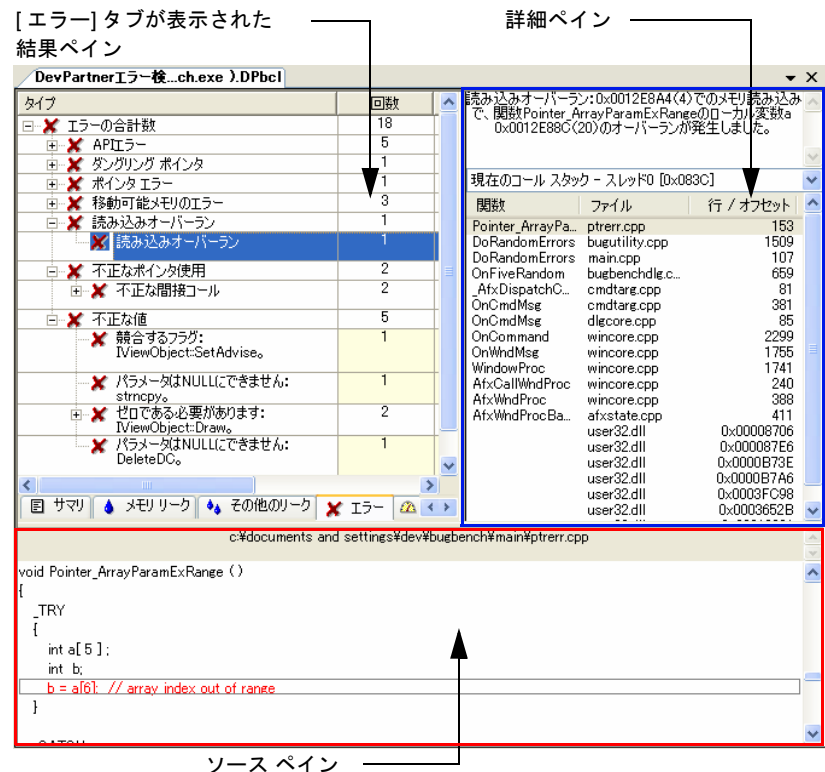 [ エラー] タブが表示された
結果ペイン
詳細ペイン
DevPartnerエラー検...ch.exe ).DPbcl
タイプ 回数
エラーの合計数 18
APIエラー 5
ダングリング ポインタ 1
ポインタ エラー 1
移動可能メモリのエラー 3
読み込みオーバーラン 1
読み込みオーバーラン 1
不正なポインタ使用 2
不正な間接コール 2
不正な値 5
競合するフラグ: 1
IViewObject::SetAdvise。
パラメータはNULLにできません: 1
strncpy。
ゼロである必要があります: 2
IViewObject::Draw。
パラメータはNULLにできません: 1
DeleteDC。
サマリ メモリ リーク その他のリーク エラー
読み込みオーバーラン:0x0012E8A4(4)でのメモリ読み込み
で、関数Pointer_ArrayParamExRangeのローカル変数a
0x0012E88C(20)のオーバーランが発生しました。
現在のコール スタック - スレッド0 [0x083C]
関数 ファイル 行 / オフセット
Pointer_ArrayPa... ptrerr.cpp 153
DoRandomErrors bugutility.cpp 1509
DoRandomErrors main.cpp 107
OnFiveRandom bugbenchdlg.c... 659
_AfxDispatchC... cmdtarg.cpp 81
OnCmdMsg cmdtarg.cpp 381
OnCmdMsg dlgcore.cpp 85
OnCommand wincore.cpp 2299
OnWndMsg wincore.cpp 1755
WindowProc wincore.cpp 1741
AfxCallWndProc wincore.cpp 240
AfxWndProc wincore.cpp 388
AfxWndProcBa... afxstate.cpp 411
user32.dll 0x00008706
user32.dll 0x000087E6
user32.dll 0x0000B73E
user32.dll 0x0000B7A6
user32.dll 0x0003FC98
user32.dll 0x0003652B
c:¥documents and settings¥dev¥bugbench¥main¥ptrerr.cpp
void Pointer_ArrayParamExRange ()
{
_TRY
{
int a[ 5 ];
int b;
b = a[6]; // array index out of range
}
ソース ペイン